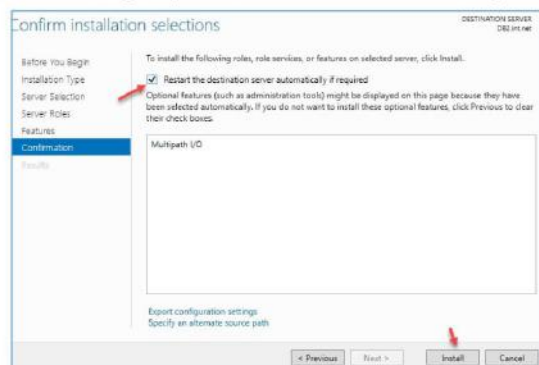 Confirm installation selections
DESTINATION SERVER
DB2.int.net
Before You Begin
Installation Type
Server Selection
Server Roles
Features
Confirmation
Results
To install the following roles, role services, or features on selected server, click Install.
Restart the destination server automatically if required
Optional features (such as administration tools) might be displayed on this page because they have
been selected automatically. If you do not want to install these optional features, click Previous to clear
their check boxes.
Multipath I/O
Export configuration settings
Specify an alternate source path
< Previous
Next >
Install
Cancel